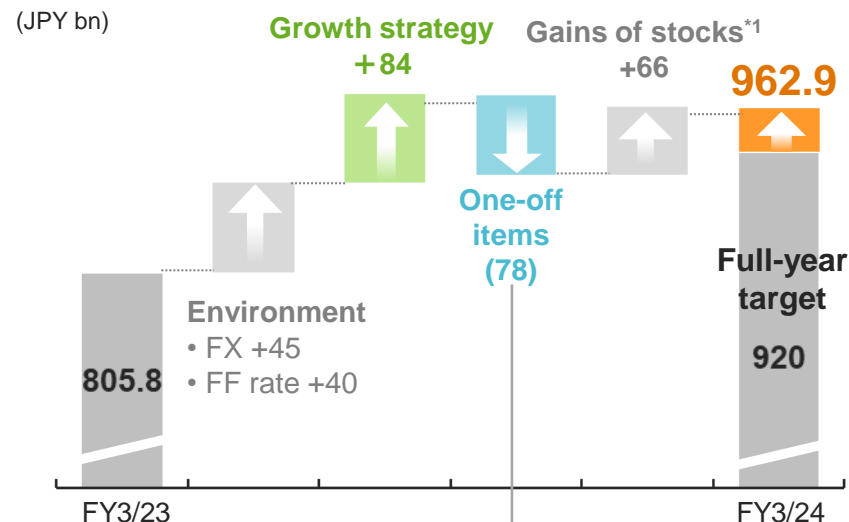 (JPY bn)
Growth strategy
+84
Gains of stocks*1
+66
962.9
One-off
items
(78)
Full-year
target
920
Environment
• FX +45
• FF rate +40
805.8
FY3/23
FY3/24